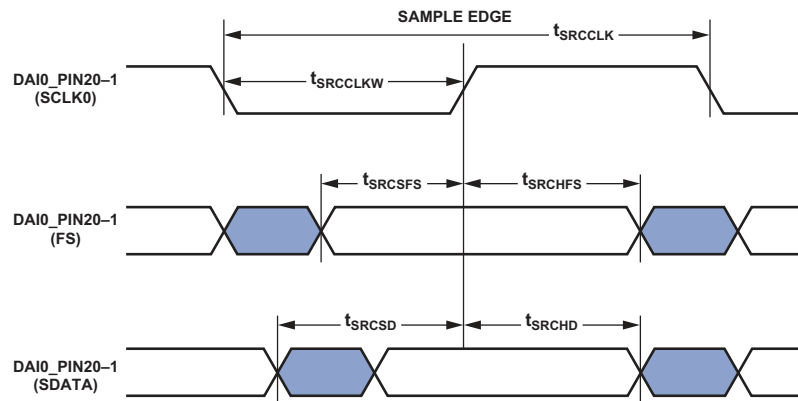 SAMPLE EDGE
tSRCCLK
tSRCCLKW
DAI0_PIN20–1
(SCLK0)
tSRCSFS
tSRCHFS
DAI0_PIN20–1
(FS)
tSRCSD
tSRCHD
DAI0_PIN20–1
(SDATA)